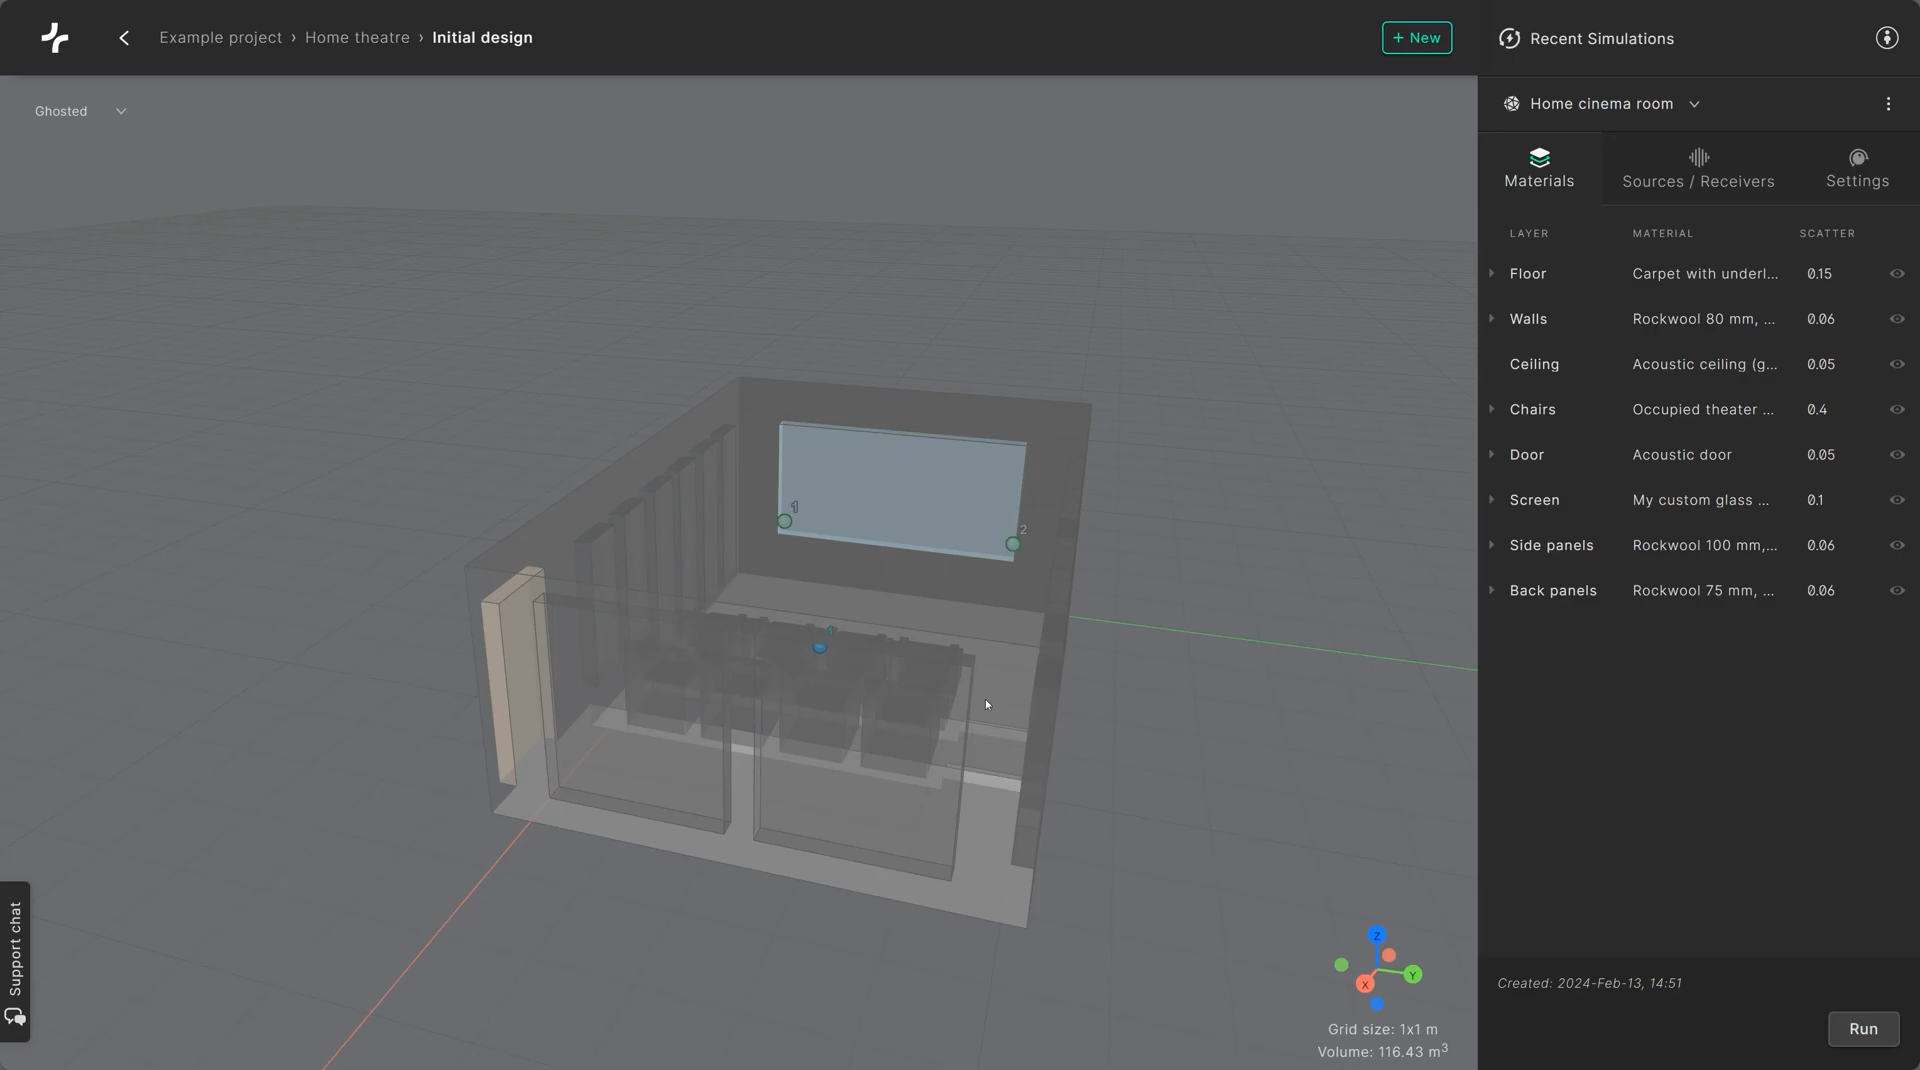 Example project › Home theatre › Initial design
+ New
Recent Simulations
Ghosted
Home cinema room
Materials
Sources / Receivers
Settings
LAYER MATERIAL SCATTER
Floor Carpet with underl... 0.15
Walls Rockwool 80 mm, ... 0.06
Ceiling Acoustic ceiling (g... 0.05
Chairs Occupied theater ... 0.4
Door Acoustic door 0.05
Screen My custom glass ... 0.1
Side panels Rockwool 100 mm,... 0.06
Back panels Rockwool 75 mm, ... 0.06
1
2
1
Support chat
Z
Y
X
Grid size: 1x1 m
Volume: 116.43 m³
Created: 2024-Feb-13, 14:51
Run